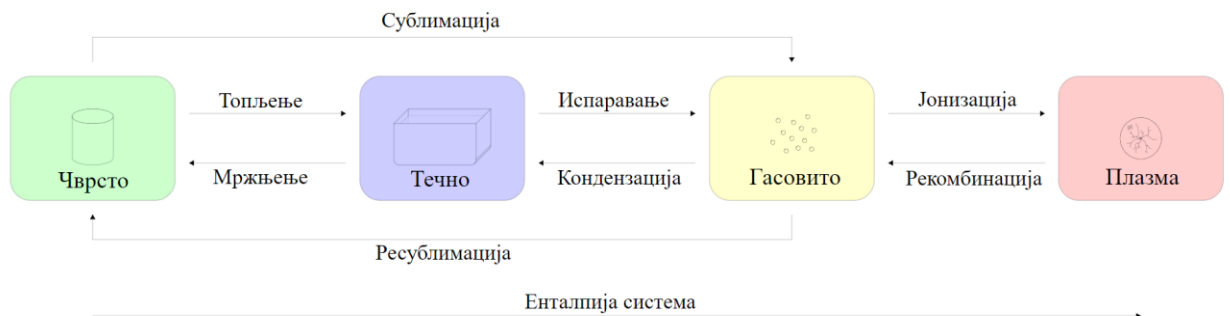 Сублимација
Топљење
Испаравање
Јонизација
Чврсто
Мржњење
Течно
Кондензација
Гасовито
Рекомбинација
Плазма
Ресублимација
Енталпија система